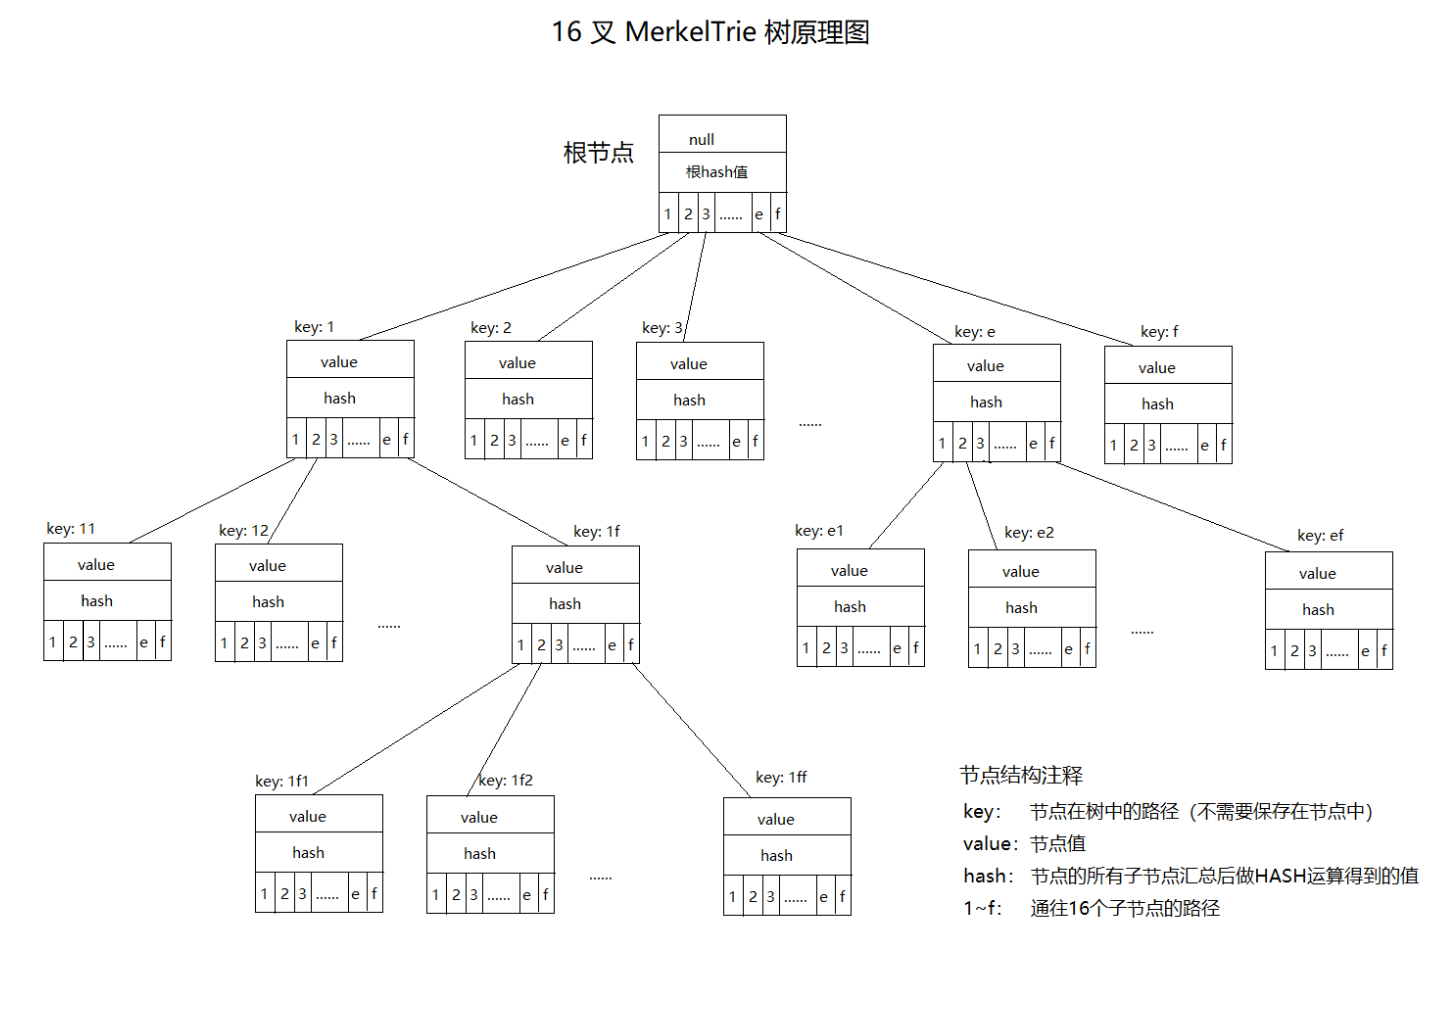 16 叉 MerkelTrie 树原理图
根节点
null
根hash值
1 2 3 ...... e f
key: 1
value
hash
1 2 3 ...... e f
key: 2
value
hash
1 2 3 ...... e f
key: 3
value
hash
1 2 3 ...... e f
......
key: e
value
hash
1 2 3 ...... e f
key: f
value
hash
1 2 3 ...... e f
key: 11
value
hash
1 2 3 ...... e f
key: 12
value
hash
1 2 3 ...... e f
......
key: 1f
value
hash
1 2 3 ...... e f
key: e1
value
hash
1 2 3 ...... e f
key: e2
value
hash
1 2 3 ...... e f
......
key: ef
value
hash
1 2 3 ...... e f
key: 1f1
value
hash
1 2 3 ...... e f
key: 1f2
value
hash
1 2 3 ...... e f
......
key: 1ff
value
hash
1 2 3 ...... e f
节点结构注释
key： 节点在树中的路径（不需要保存在节点中）
value：节点值
hash： 节点的所有子节点汇总后做HASH运算得到的值
1~f： 通往16个子节点的路径